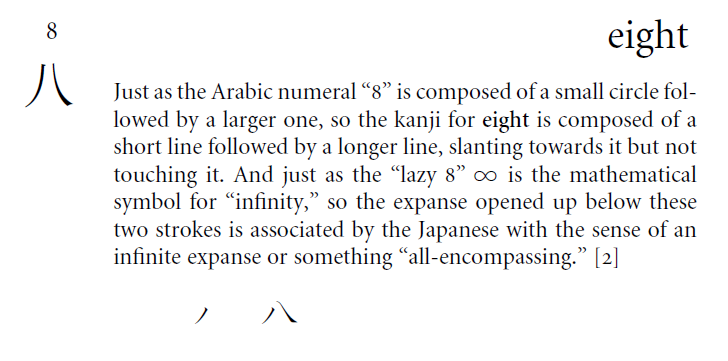 8
eight
八
Just as the Arabic numeral “8” is composed of a small circle fol-
lowed by a larger one, so the kanji for eight is composed of a
short line followed by a longer line, slanting towards it but not
touching it. And just as the “lazy 8” ∞ is the mathematical
symbol for “infinity,” so the expanse opened up below these
two strokes is associated by the Japanese with the sense of an
infinite expanse or something “all-encompassing.” [2]
㇒ 八